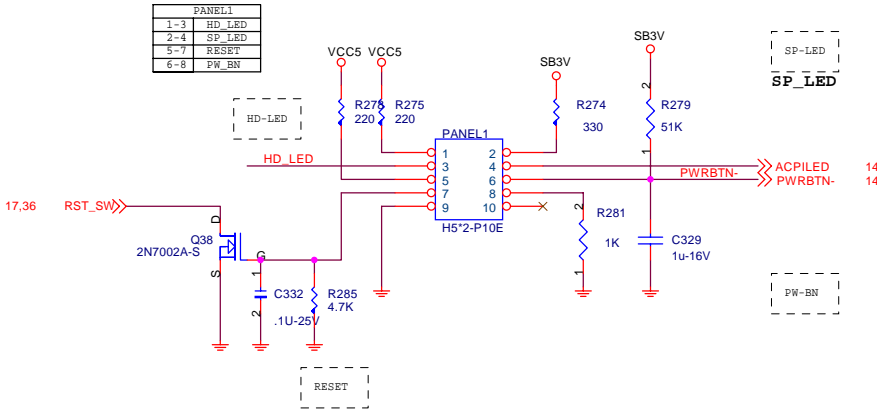 PANEL1
1-3 HD_LED
2-4 SP_LED
5-7 RESET
6-8 PW_BN
SB3V
SP-LED
SP_LED
VCC5 VCC5
SB3V
HD-LED
R278
220
R275
220
R274
330
2
R279
51K
1
PANEL1
HD_LED
1 2
3 4
5 6
7 8
9 10
H5*2-P10E
PWRBTN-
ACPILED 14
PWRBTN- 14
17,36 RST_SW
D
Q38
2N7002A-S
G
S
1
C332
2
.1U-25V
R285
4.7K
2
R281
1K
1
C329
1u-16V
PW-BN
RESET